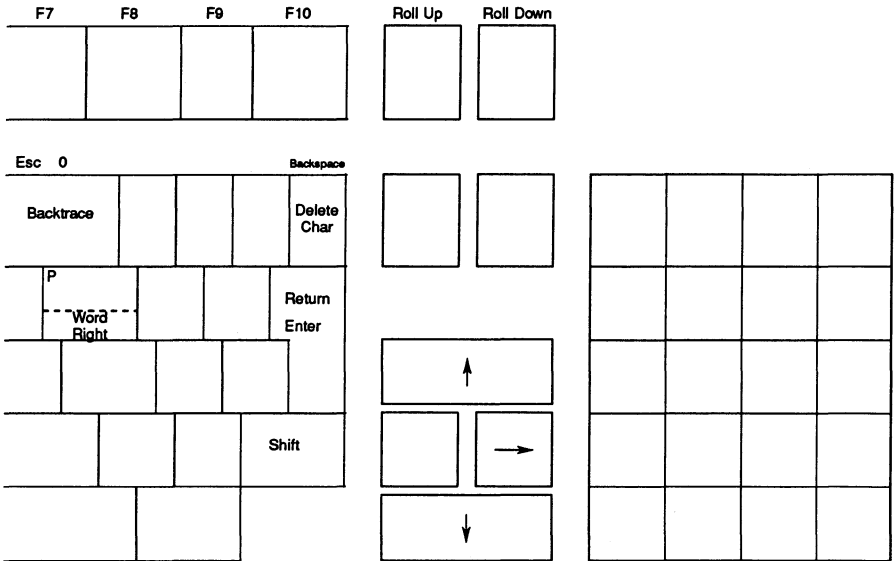 F7 F8 F9 F10 Roll Up Roll Down
Esc 0 Backspace
Backtrace
Delete
Char
P
Word
Right
Return
Enter
Shift